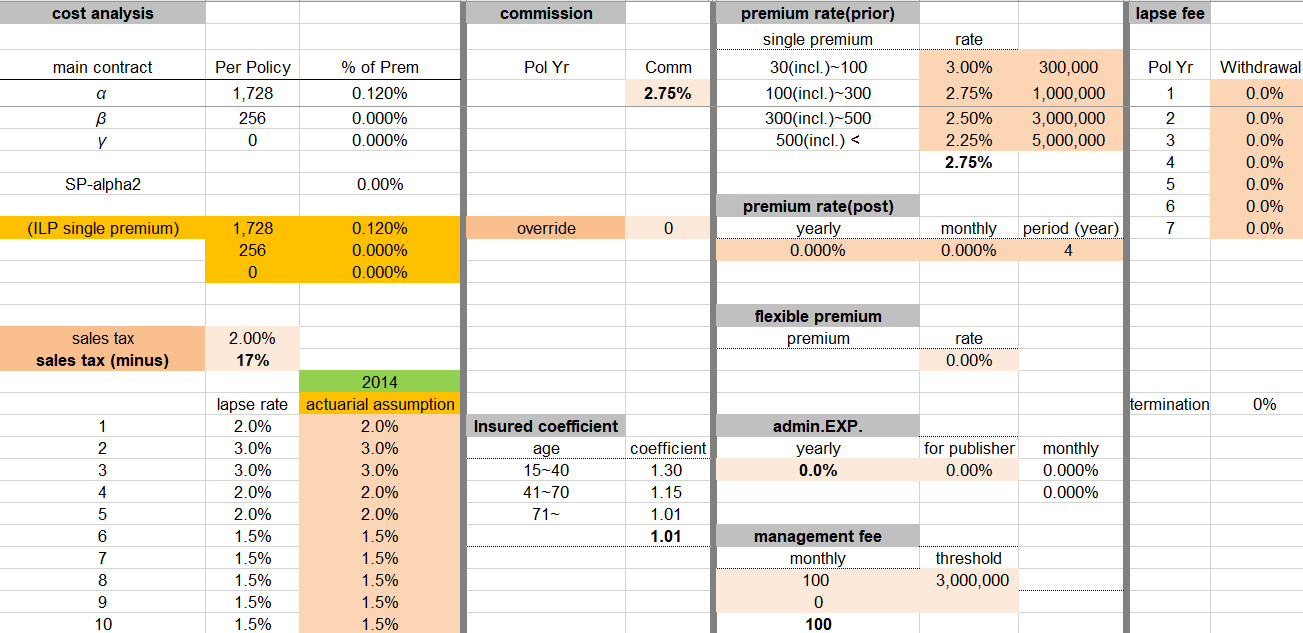 cost analysis commission premium rate(prior) lapse fee
single premium rate
main contract Per Policy % of Prem Pol Yr Comm 30(incl.)~100 3.00% 300,000 Pol Yr Withdrawal
α 1,728 0.120% 2.75% 100(incl.)~300 2.75% 1,000,000 1 0.0%
β 256 0.000% 300(incl.)~500 2.50% 3,000,000 2 0.0%
γ 0 0.000% 500(incl.) < 2.25% 5,000,000 3 0.0%
2.75% 4 0.0%
SP-alpha2 0.00% 5 0.0%
premium rate(post) 6 0.0%
(ILP single premium) 1,728 0.120% override 0 yearly monthly period (year) 7 0.0%
256 0.000% 0.000% 0.000% 4
0 0.000%
flexible premium
sales tax 2.00% premium rate
sales tax (minus) 17% 0.00%
2014
lapse rate actuarial assumption termination 0%
1 2.0% 2.0% Insured coefficient admin.EXP.
2 3.0% 3.0% age coefficient yearly for publisher monthly
3 3.0% 3.0% 15~40 1.30 0.0% 0.00% 0.000%
4 2.0% 2.0% 41~70 1.15 0.000%
5 2.0% 2.0% 71~ 1.01
6 1.5% 1.5% 1.01 management fee
7 1.5% 1.5% monthly threshold
8 1.5% 1.5% 100 3,000,000
9 1.5% 1.5% 0
10 1.5% 1.5% 100